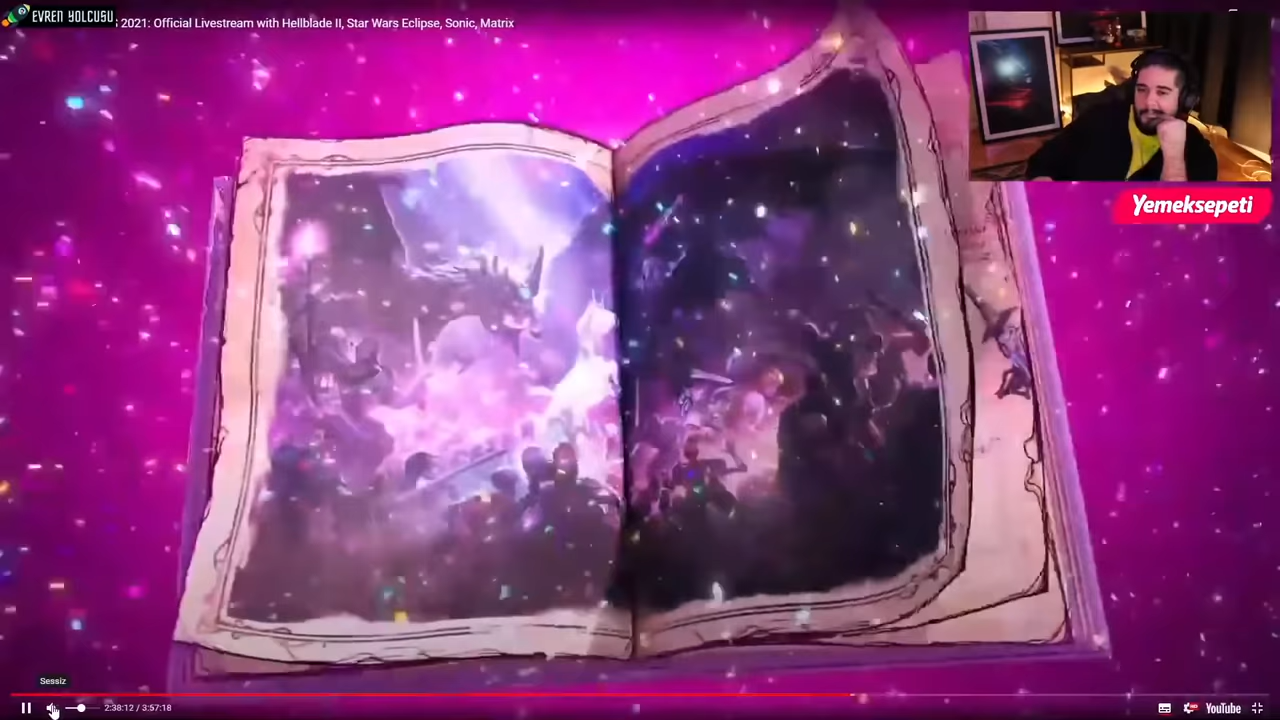 EVREN YOLCUSU
2021: Official Livestream with Hellblade II, Star Wars Eclipse, Sonic, Matrix
Yemeksepeti
Sessiz
2:38:12 / 3:57:18
HD
YouTube